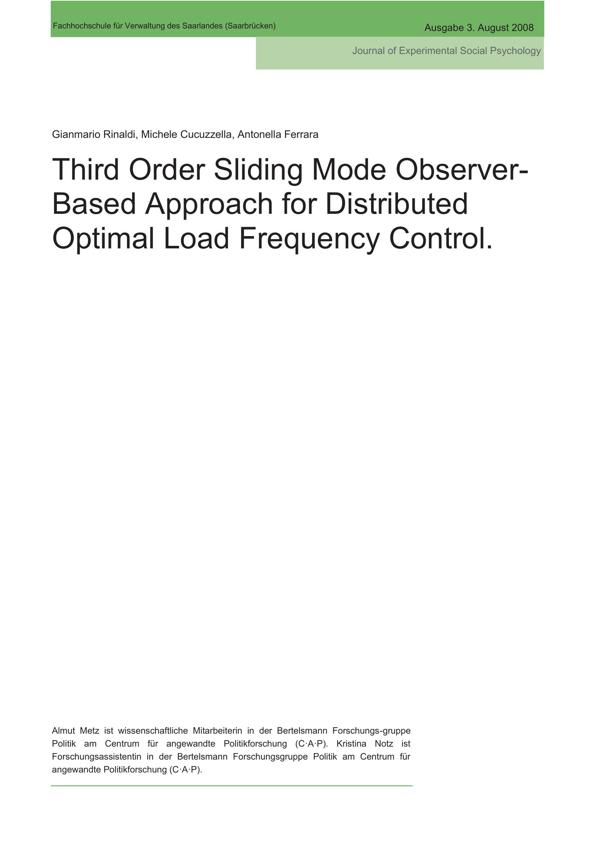 Fachhochschule für Verwaltung des Saarlandes (Saarbrücken)
Ausgabe 3. August 2008
Journal of Experimental Social Psychology
Gianmario Rinaldi, Michele Cucuzzella, Antonella Ferrara
Third Order Sliding Mode Observer-
Based Approach for Distributed
Optimal Load Frequency Control.
Almut Metz ist wissenschaftliche Mitarbeiterin in der Bertelsmann Forschungs-gruppe
Politik am Centrum für angewandte Politikforschung (C·A·P). Kristina Notz ist
Forschungsassistentin in der Bertelsmann Forschungsgruppe Politik am Centrum für
angewandte Politikforschung (C·A·P).